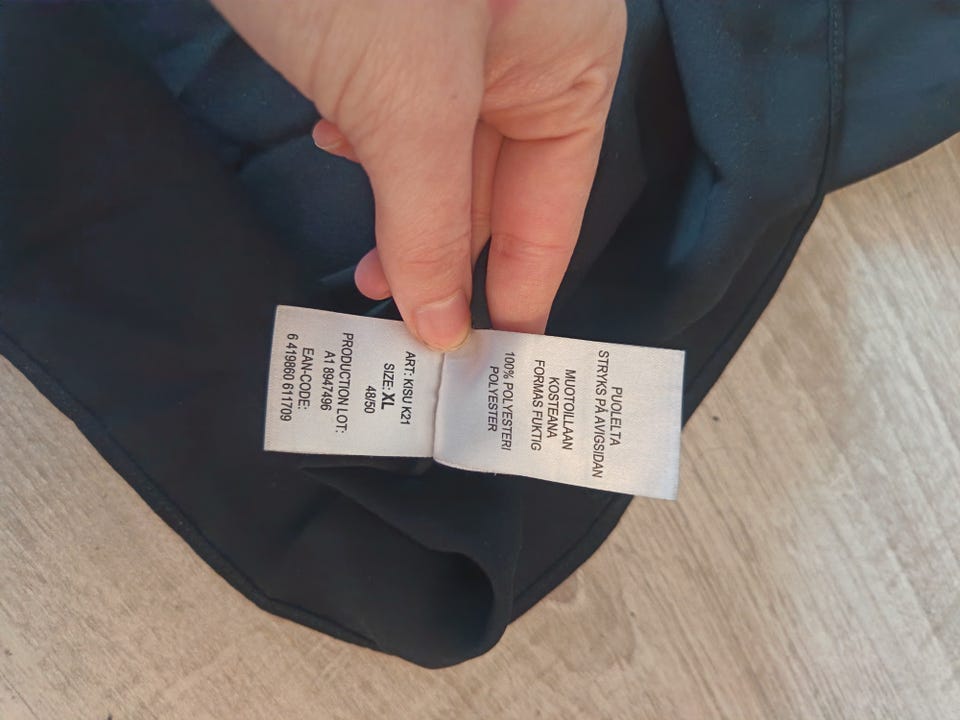 PUOLELTA
STRYKS PÅ AVIGSIDAN
MUOTOILLAAN
KOSTEANA
FORMAS FUKTIG
100% POLYESTERI
POLYESTER
ART: KISU K21
SIZE: XL
48/50
PRODUCTION LOT:
A1 8947496
EAN-CODE:
6 419860 611709